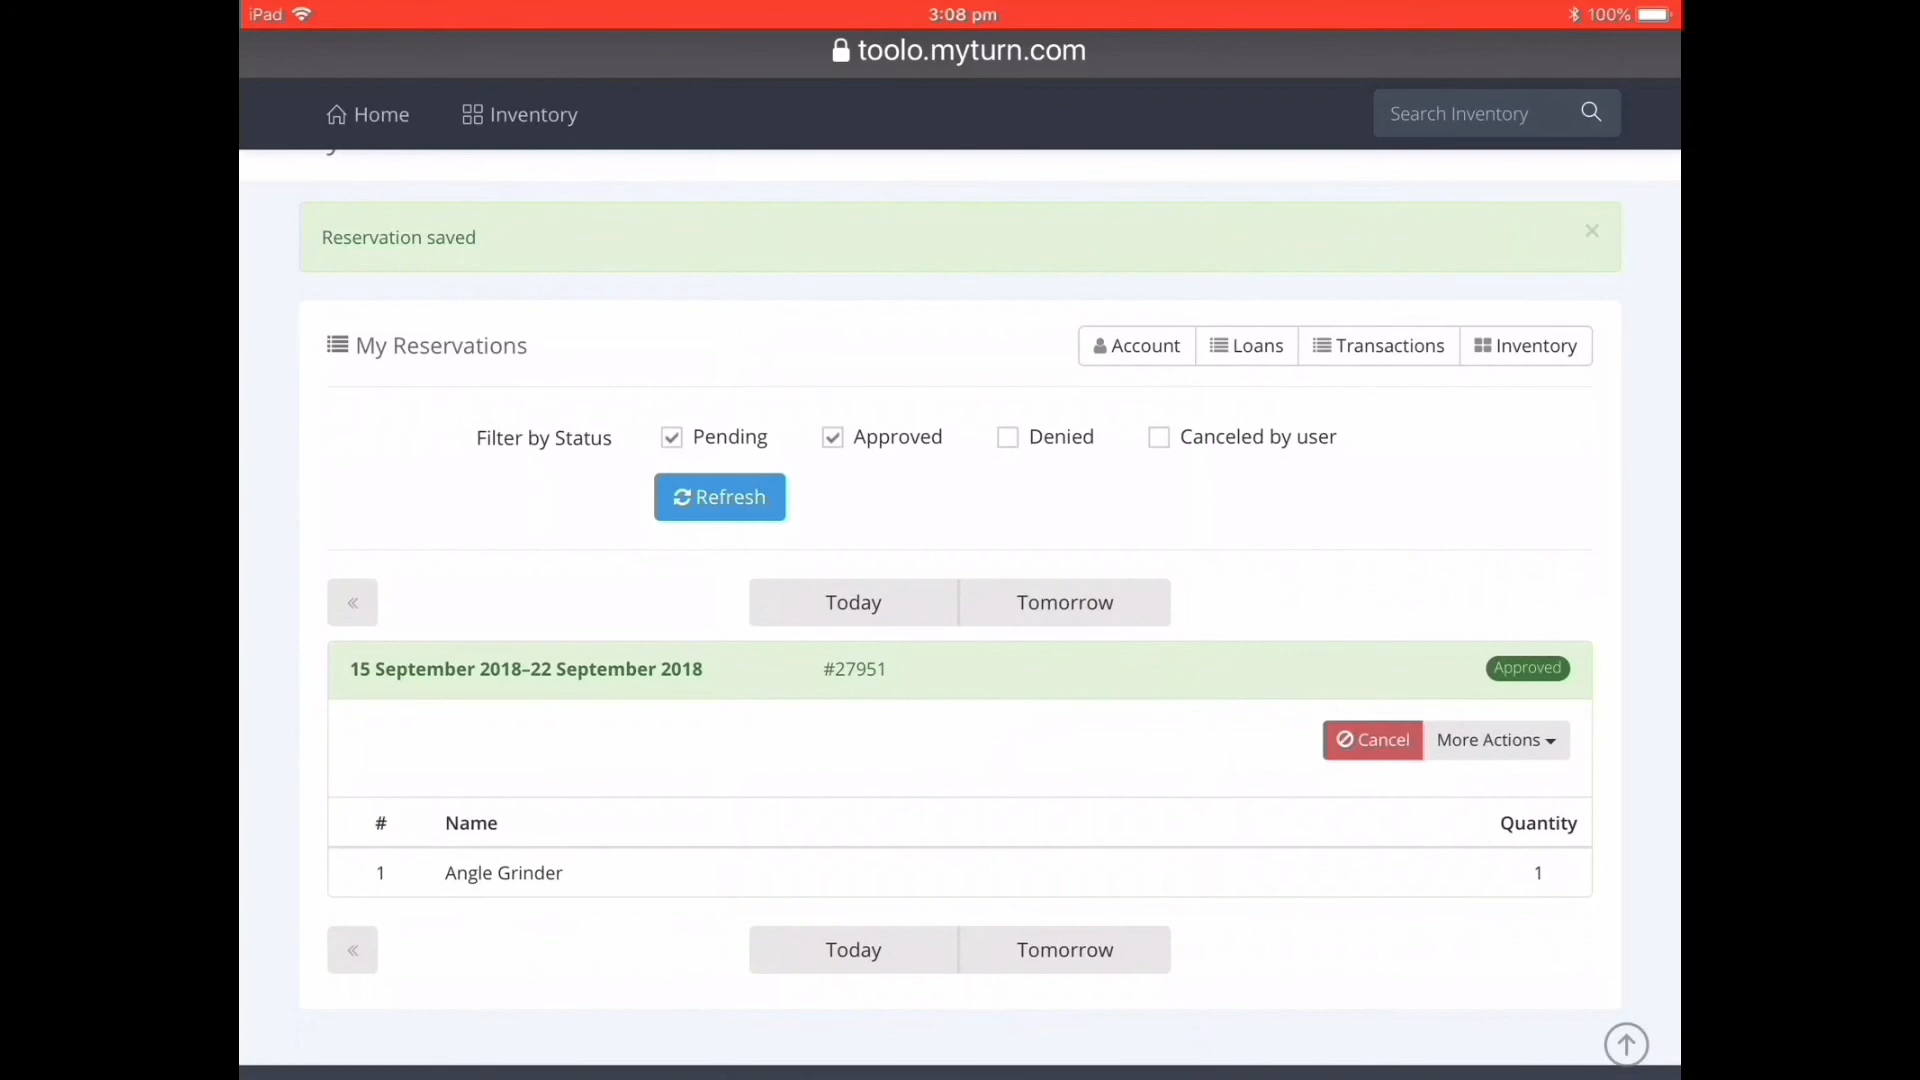 iPad 3:08 pm 100%
toolo.myturn.com
Home Inventory Search Inventory
Reservation saved ×
My Reservations Account Loans Transactions Inventory
Filter by Status Pending Approved Denied Canceled by user
Refresh
« Today Tomorrow
15 September 2018–22 September 2018 #27951 Approved
Cancel More Actions
# Name Quantity
1 Angle Grinder 1
« Today Tomorrow